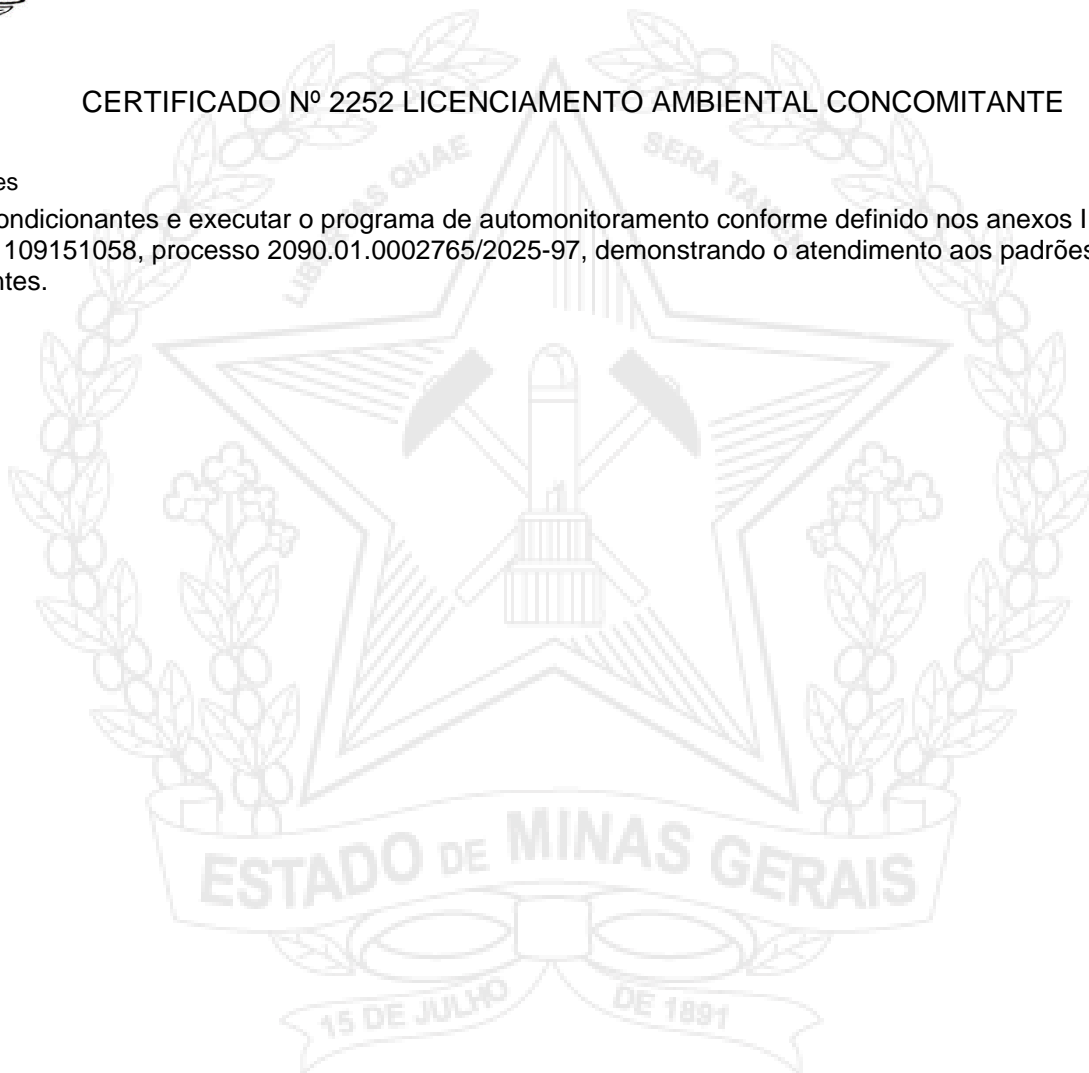 CERTIFICADO Nº 2252 LICENCIAMENTO AMBIENTAL CONCOMITANTE
es
ondicionantes e executar o programa de automonitoramento conforme definido nos anexos I
109151058, processo 2090.01.0002765/2025-97, demonstrando o atendimento aos padrões
ntes.
LIBERTAS QUAE SERA TAMEN
ESTADO DE MINAS GERAIS
15 DE JULHO DE 1891